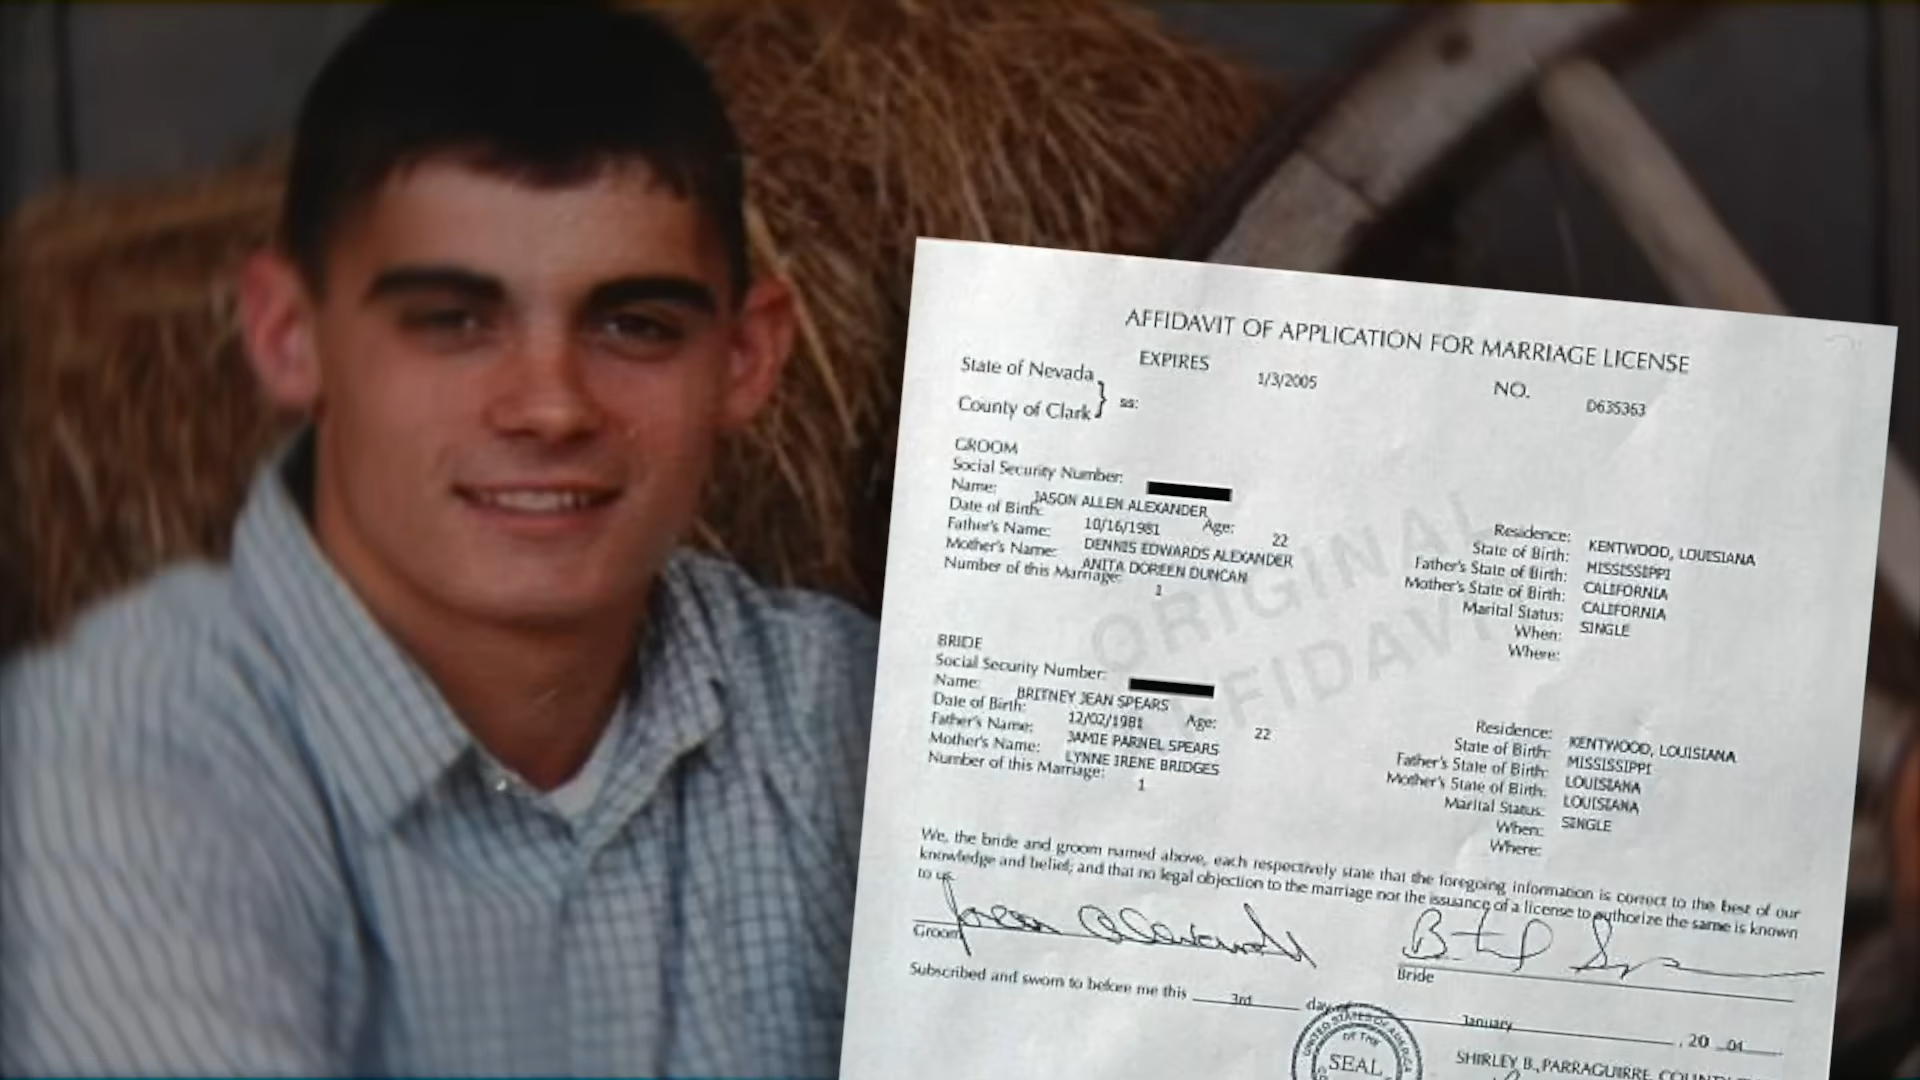 AFFIDAVIT OF APPLICATION FOR MARRIAGE LICENSE
State of Nevada
County of Clark } ss:
EXPIRES 1/3/2005 NO. D635363
GROOM
Social Security Number:
Name: JASON ALLEN ALEXANDER
Date of Birth: 10/16/1981 Age: 22
Father's Name: DENNIS EDWARDS ALEXANDER
Mother's Name: ANITA DOREEN DUNCAN
Number of this Marriage: 1
Residence: KENTWOOD, LOUISIANA
State of Birth: MISSISSIPPI
Father's State of Birth: CALIFORNIA
Mother's State of Birth: CALIFORNIA
Marital Status: SINGLE
When:
Where:
ORIGINAL
AFFIDAVIT
BRIDE
Social Security Number:
Name: BRITNEY JEAN SPEARS
Date of Birth: 12/02/1981 Age: 22
Father's Name: JAMIE PARNEL SPEARS
Mother's Name: LYNNE IRENE BRIDGES
Number of this Marriage: 1
Residence: KENTWOOD, LOUISIANA
State of Birth: MISSISSIPPI
Father's State of Birth: LOUISIANA
Mother's State of Birth: LOUISIANA
Marital Status: SINGLE
When:
Where:
We, the bride and groom named above, each respectively state that the foregoing information is correct to the best of our
knowledge and belief; and that no legal objection to the marriage nor the issuance of a license to authorize the same is known
to us.
Groom
Bride
Subscribed and sworn to before me this 3rd day of January, 20 04
SEAL
SHIRLEY B. PARRAGUIRRE, COUNTY